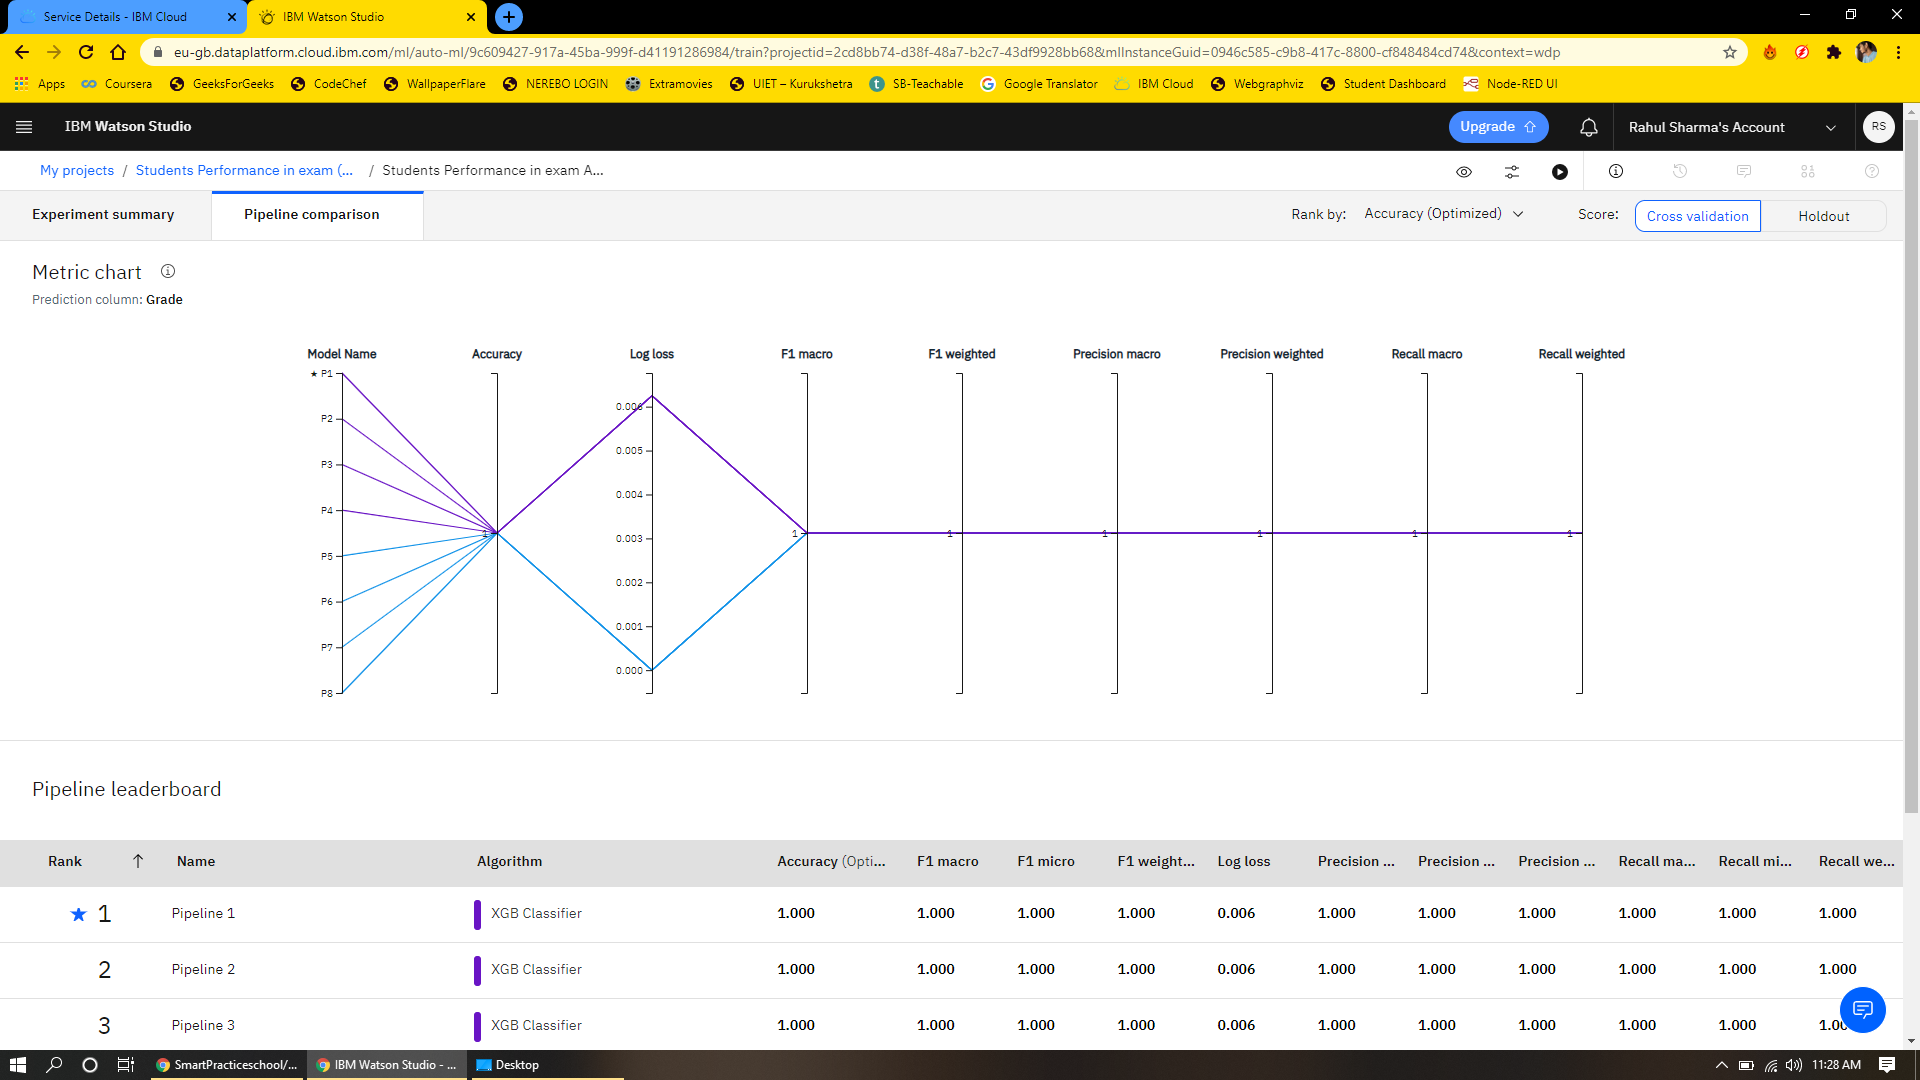 Service Details - IBM Cloud
IBM Watson Studio
eu-gb.dataplatform.cloud.ibm.com/ml/auto-ml/9c609427-917a-45ba-999f-d41191286984/train?projectid=2cd8bb74-d38f-48a7-b2c7-43df9928bb68&mlInstanceGuid=0946c585-c9b8-417c-8800-cf848484cd74&context=wdp
Apps Coursera GeeksForGeeks CodeChef WallpaperFlare NEREBO LOGIN Extramovies UIET – Kurukshetra SB-Teachable Google Translator IBM Cloud Webgraphviz Student Dashboard Node-RED UI
IBM Watson Studio Upgrade Rahul Sharma's Account RS
My projects / Students Performance in exam (... / Students Performance in exam A...
Experiment summary Pipeline comparison Rank by: Accuracy (Optimized) Score: Cross validation Holdout
Metric chart
Prediction column: Grade
Model Name Accuracy Log loss F1 macro F1 weighted Precision macro Precision weighted Recall macro Recall weighted
★ P1
0.006
P2
0.005
P3
0.004
P4
1 0.003 1 1 1 1 1 1
P5
0.002
P6
0.001
P7
0.000
P8
Pipeline leaderboard
Rank Name Algorithm Accuracy (Opti... F1 macro F1 micro F1 weight... Log loss Precision ... Precision ... Precision ... Recall ma... Recall mi... Recall we...
★ 1 Pipeline 1 XGB Classifier 1.000 1.000 1.000 1.000 0.006 1.000 1.000 1.000 1.000 1.000 1.000
2 Pipeline 2 XGB Classifier 1.000 1.000 1.000 1.000 0.006 1.000 1.000 1.000 1.000 1.000 1.000
3 Pipeline 3 XGB Classifier 1.000 1.000 1.000 1.000 0.006 1.000 1.000 1.000 1.000 1.000
SmartPracticeschool/... IBM Watson Studio - ... Desktop 11:28 AM